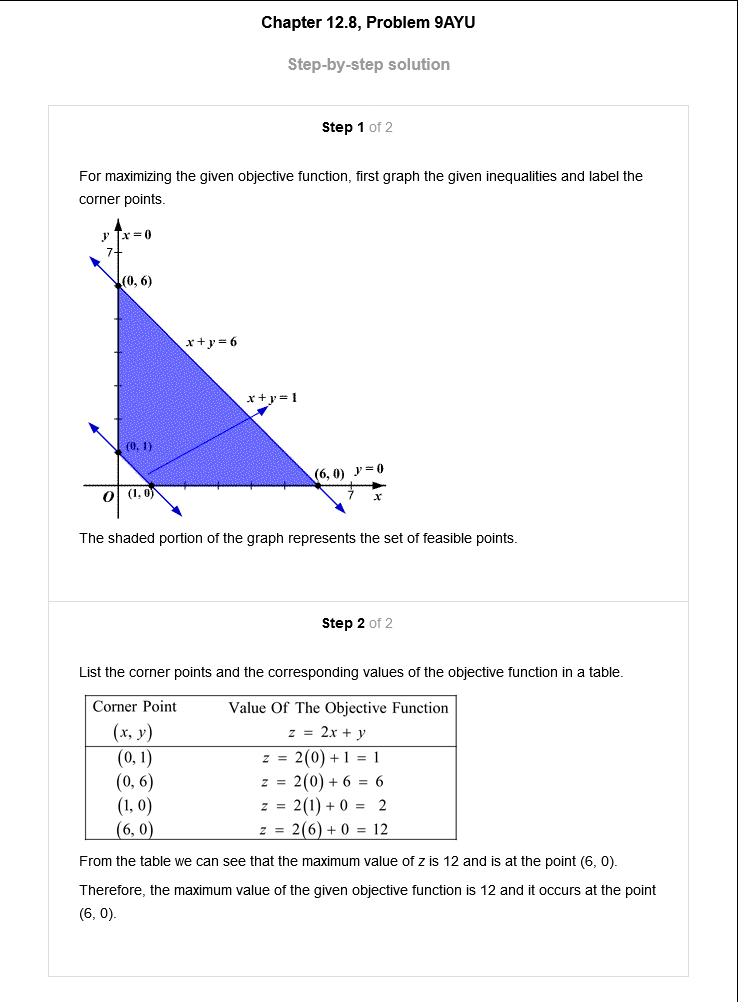 Chapter 12.8, Problem 9AYU
Step-by-step solution
Step 1 of 2
For maximizing the given objective function, first graph the given inequalities and label the
corner points.
y x = 0
7
(0, 6)
x + y = 6
x + y = 1
(0, 1)
(6, 0) y = 0
O (1, 0) 7 x
The shaded portion of the graph represents the set of feasible points.
Step 2 of 2
List the corner points and the corresponding values of the objective function in a table.
Corner Point Value Of The Objective Function
(x, y) z = 2x + y
(0, 1) z = 2(0) + 1 = 1
(0, 6) z = 2(0) + 6 = 6
(1, 0) z = 2(1) + 0 = 2
(6, 0) z = 2(6) + 0 = 12
From the table we can see that the maximum value of z is 12 and is at the point (6, 0).
Therefore, the maximum value of the given objective function is 12 and it occurs at the point
(6, 0).